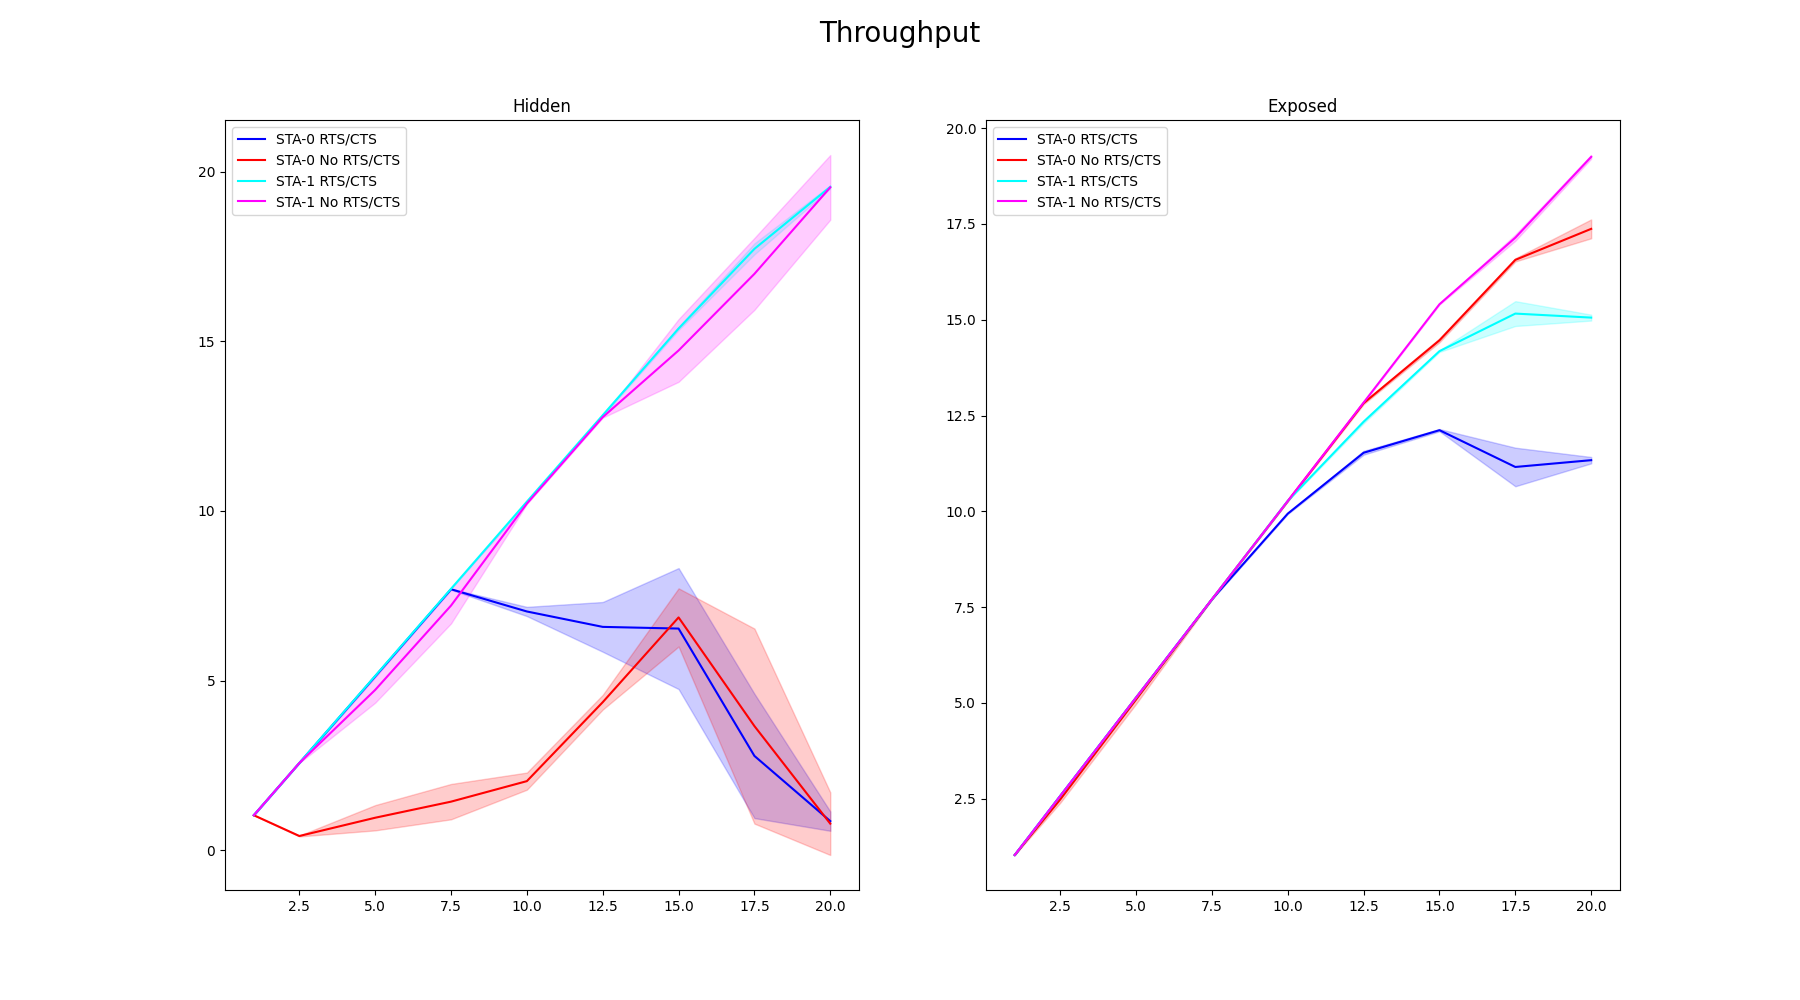 Throughput
Hidden
STA-0 RTS/CTS
STA-0 No RTS/CTS
STA-1 RTS/CTS
STA-1 No RTS/CTS
20
15
10
5
0
2.5 5.0 7.5 10.0 12.5 15.0 17.5 20.0
Exposed
STA-0 RTS/CTS
STA-0 No RTS/CTS
STA-1 RTS/CTS
STA-1 No RTS/CTS
20.0
17.5
15.0
12.5
10.0
7.5
5.0
2.5
2.5 5.0 7.5 10.0 12.5 15.0 17.5 20.0